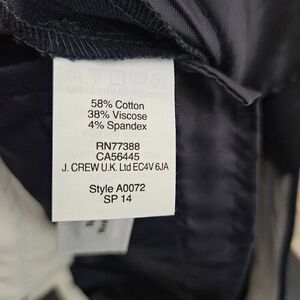 58% Cotton
38% Viscose
4% Spandex
RN77388
CA56445
J. CREW U.K. Ltd EC4V 6JA
Style A0072
SP 14